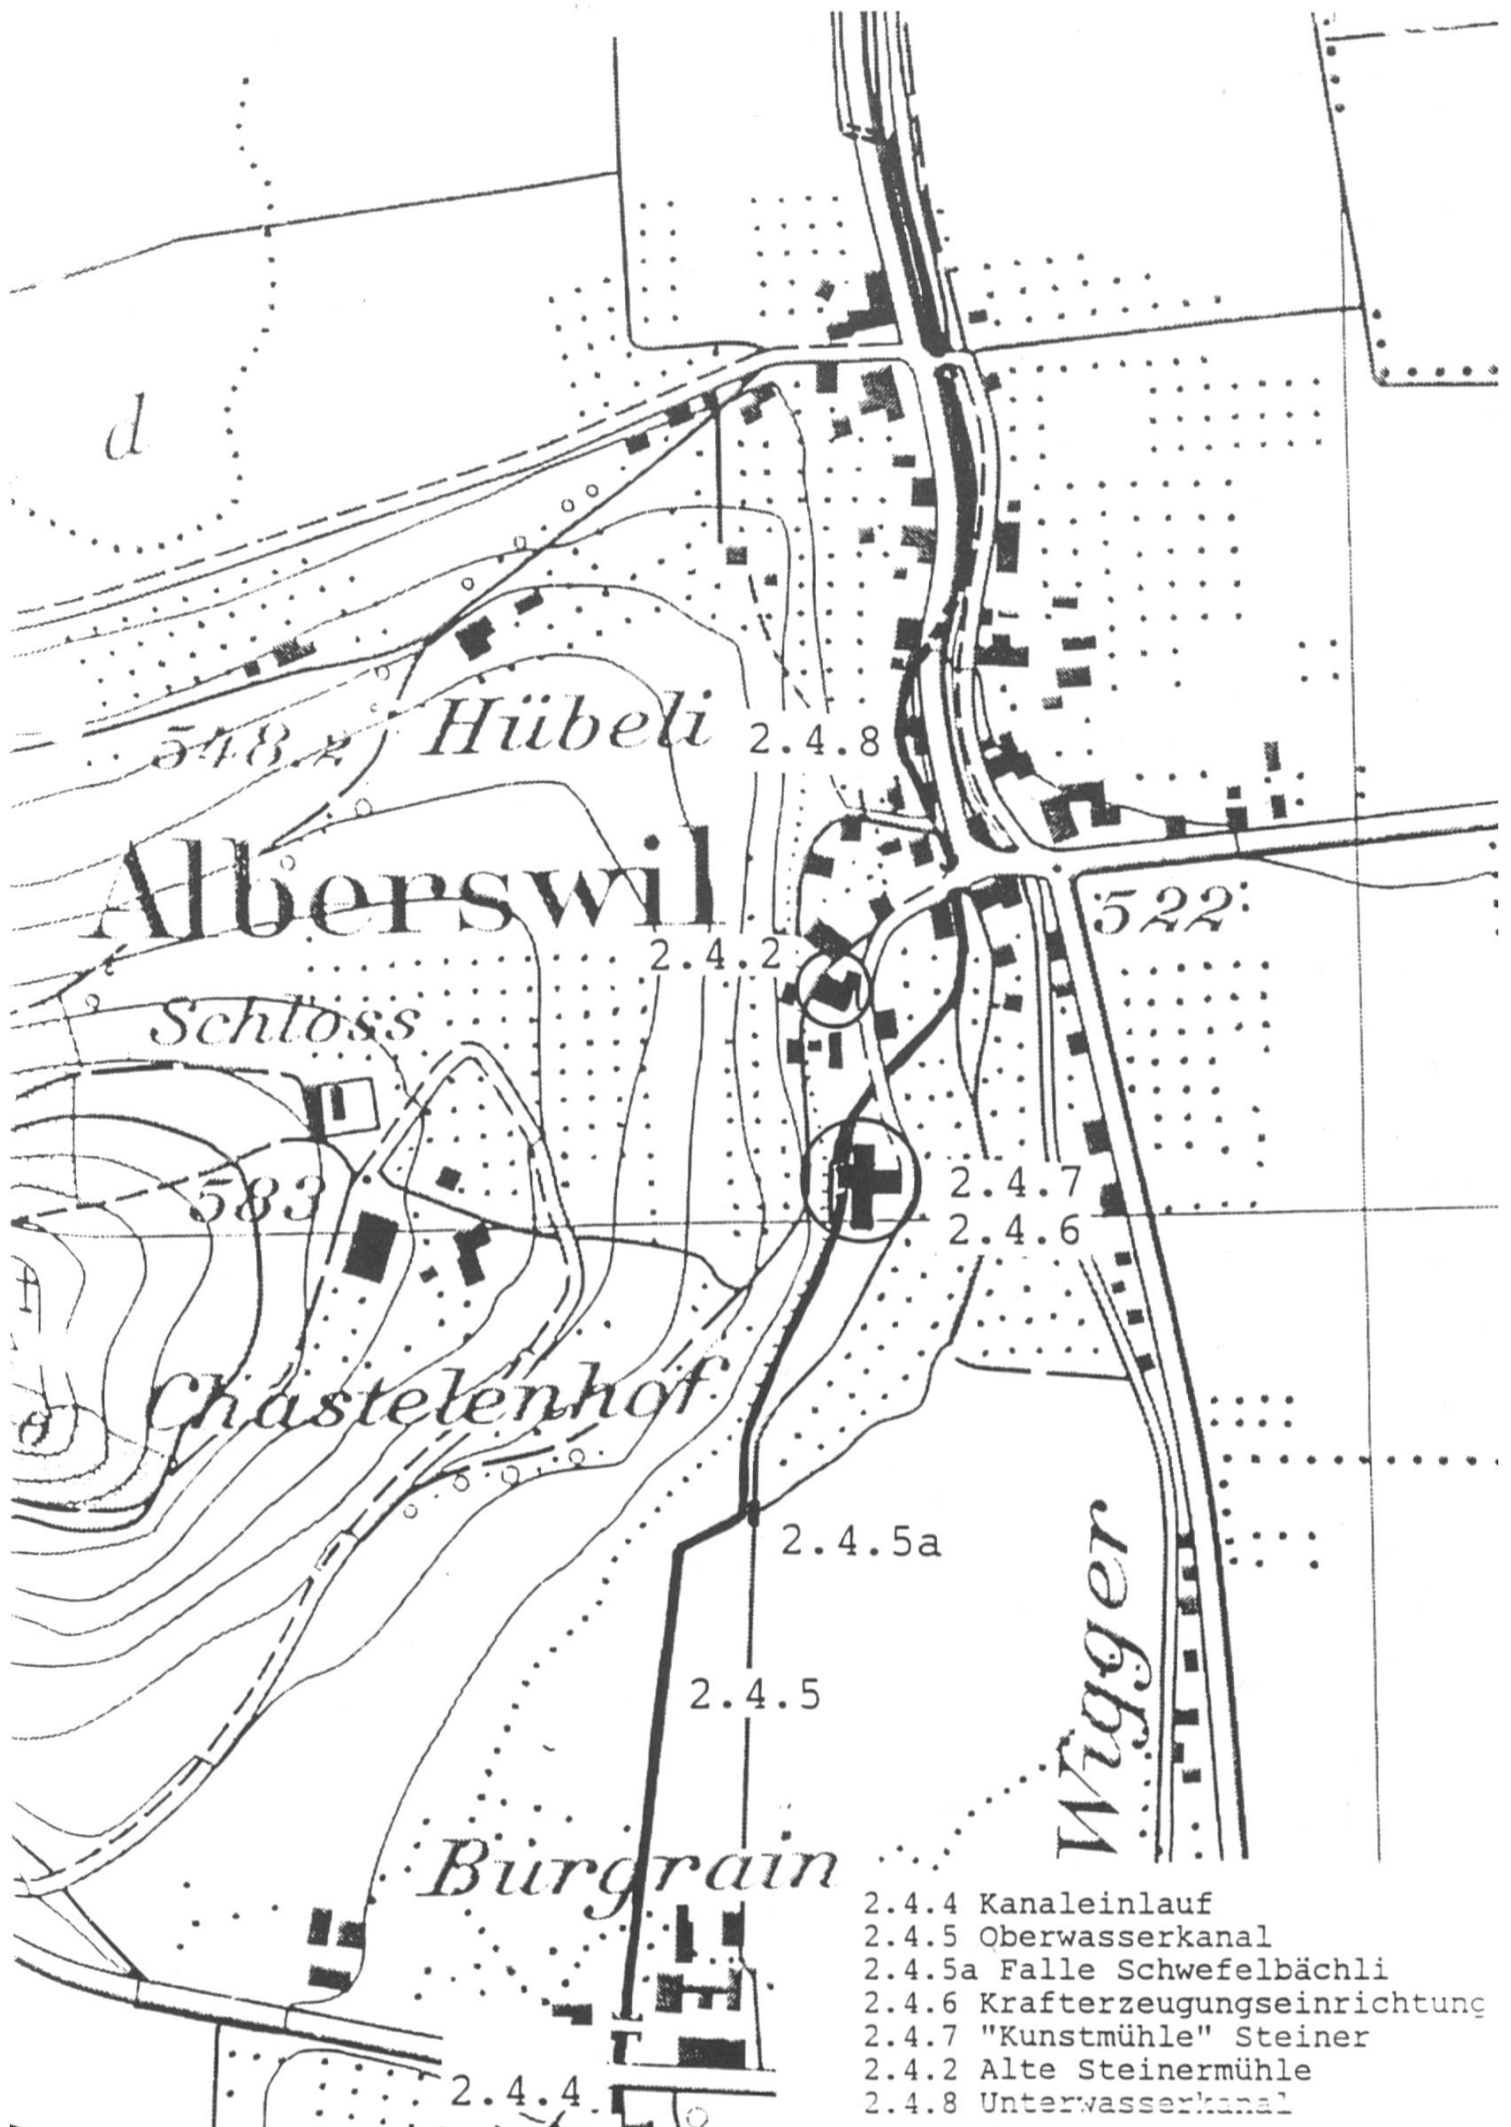 d
Hübeli
2.4.8
548.2
Alberswil
522
2.4.2
Schloss
2.4.7
583
2.4.6
Chastelenhof
2.4.5a
2.4.5
Wigger
Burgrain
2.4.4 Kanaleinlauf
2.4.5 Oberwasserkanal
2.4.5a Falle Schwefelbächli
2.4.6 Krafterzeugungseinrichtung
2.4.7 "Kunstmühle" Steiner
2.4.2 Alte Steinermühle
2.4.4
2.4.8 Unterwasserkanal